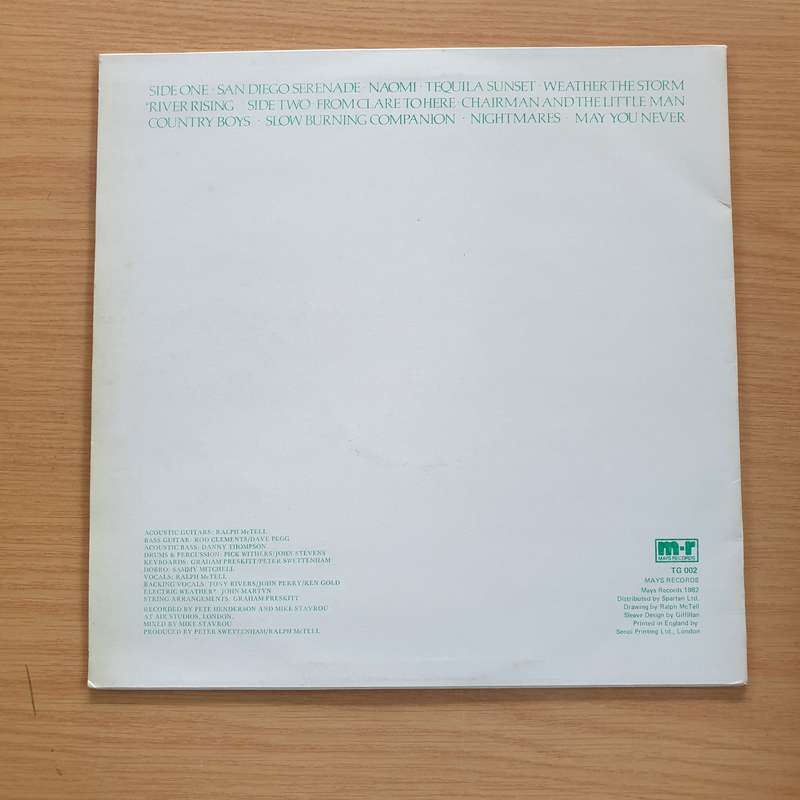 SIDE ONE · SAN DIEGO SERENADE · NAOMI · TEQUILA SUNSET · WEATHER THE STORM
*RIVER RISING SIDE TWO · FROM CLARE TO HERE · CHAIRMAN AND THE LITTLE MAN
COUNTRY BOYS · SLOW BURNING COMPANION · NIGHTMARES · MAY YOU NEVER
ACOUSTIC GUITARS: RALPH McTELL
BASS GUITAR: ROD CLEMENTS/DAVE PEGG
ACOUSTIC BASS: DANNY THOMPSON
DRUMS & PERCUSSION: PICK WITHERS/JOHN STEVENS
KEYBOARDS: GRAHAM PRESKITT/PETER SWETTENHAM
DOBRO: SAMMY MITCHELL
VOCALS: RALPH McTELL
BACKING VOCALS: TONY RIVERS/JOHN PERRY/KEN GOLD
ELECTRIC WEATHER*: JOHN MARTYN
STRING ARRANGEMENTS: GRAHAM PRESKITT
RECORDED BY PETE HENDERSON AND MIKE STAVROU
AT AIR STUDIOS, LONDON.
MIXED BY MIKE STAVROU
PRODUCED BY PETER SWETTENHAM/RALPH McTELL
m-r
MAYS RECORDS
TG 002
MAYS RECORDS
Mays Records 1982
Distributed by Spartan Ltd.
Drawing by Ralph McTell
Sleeve Design by Gilfillan
Printed in England by
Senol Printing Ltd., London